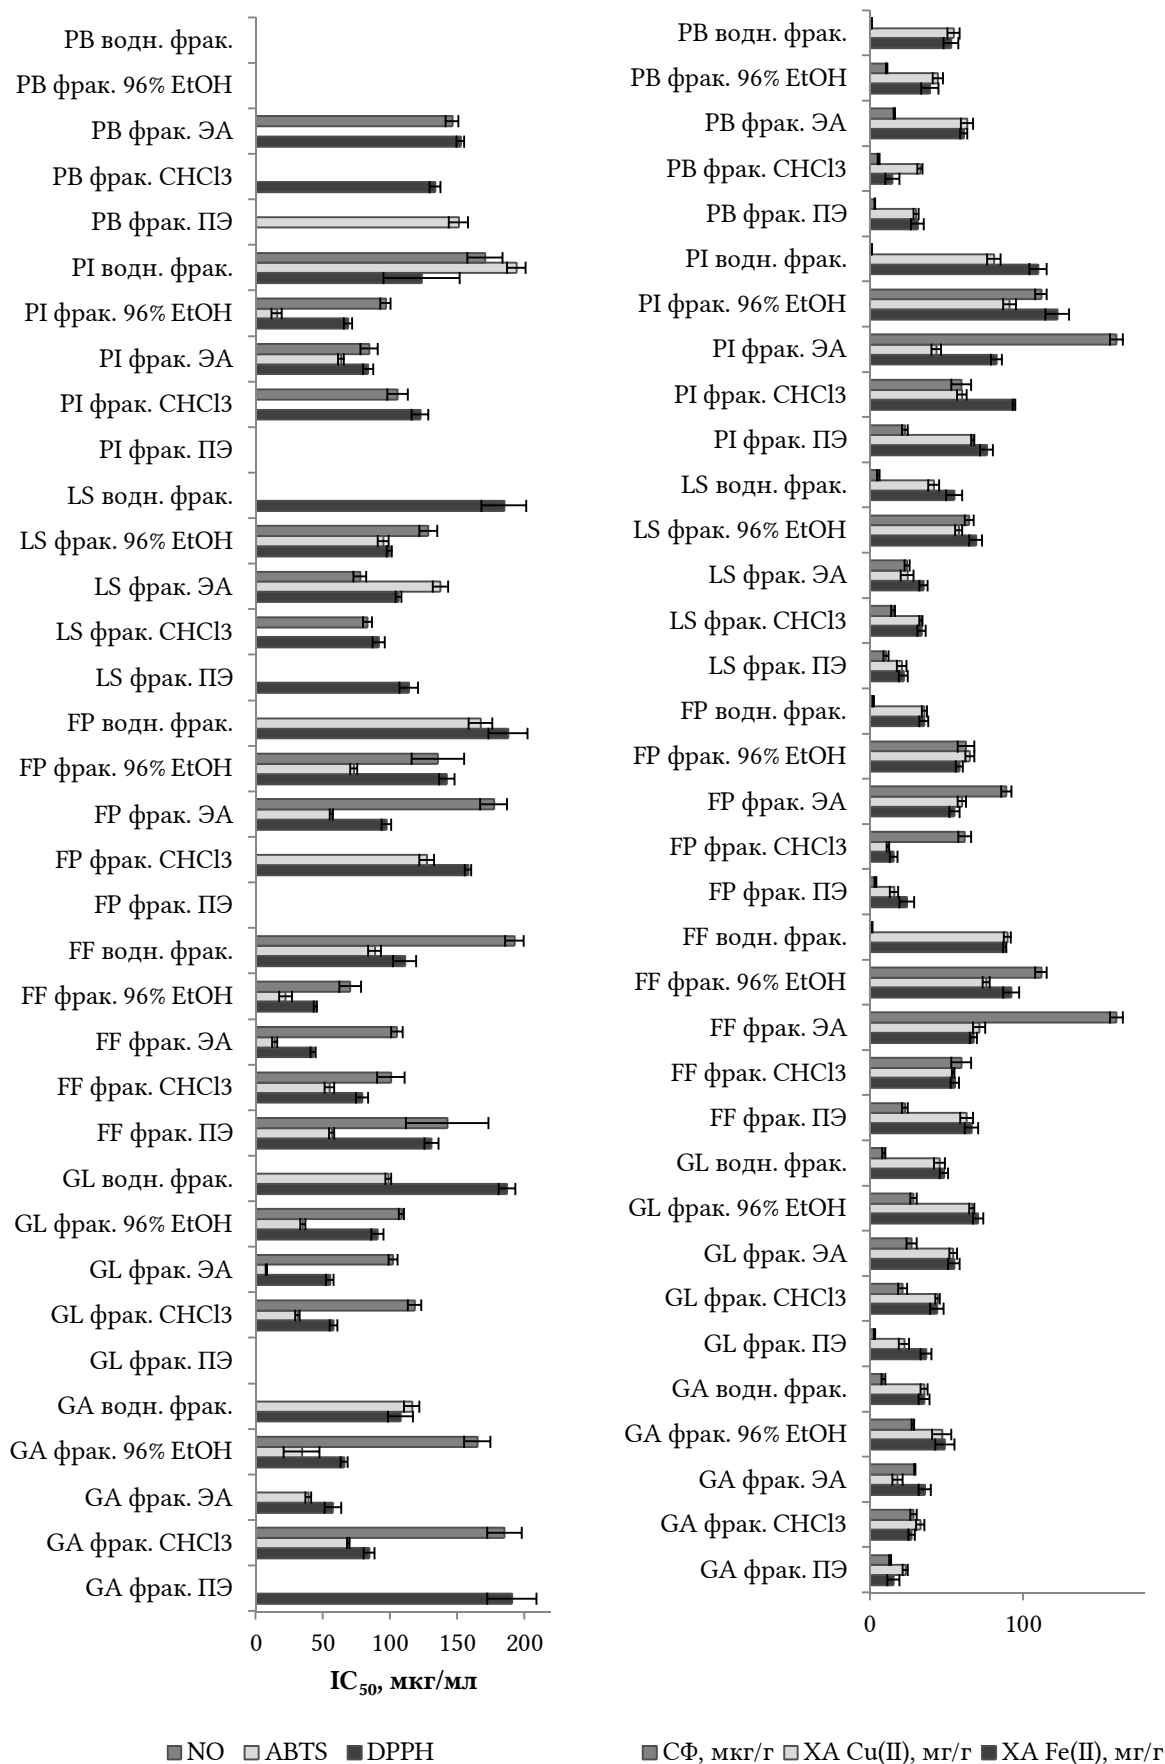 PB водн. фрак.
PB фрак. 96% EtOH
PB фрак. ЭА
PB фрак. CHCl3
PB фрак. ПЭ
PI водн. фрак.
PI фрак. 96% EtOH
PI фрак. ЭА
PI фрак. CHCl3
PI фрак. ПЭ
LS водн. фрак.
LS фрак. 96% EtOH
LS фрак. ЭА
LS фрак. CHCl3
LS фрак. ПЭ
FP водн. фрак.
FP фрак. 96% EtOH
FP фрак. ЭА
FP фрак. CHCl3
FP фрак. ПЭ
FF водн. фрак.
FF фрак. 96% EtOH
FF фрак. ЭА
FF фрак. CHCl3
FF фрак. ПЭ
GL водн. фрак.
GL фрак. 96% EtOH
GL фрак. ЭА
GL фрак. CHCl3
GL фрак. ПЭ
GA водн. фрак.
GA фрак. 96% EtOH
GA фрак. ЭА
GA фрак. CHCl3
GA фрак. ПЭ
0 50 100 150 200
IC₅₀, мкг/мл
NO ABTS DPPH
PB водн. фрак.
PB фрак. 96% EtOH
PB фрак. ЭА
PB фрак. CHCl3
PB фрак. ПЭ
PI водн. фрак.
PI фрак. 96% EtOH
PI фрак. ЭА
PI фрак. CHCl3
PI фрак. ПЭ
LS водн. фрак.
LS фрак. 96% EtOH
LS фрак. ЭА
LS фрак. CHCl3
LS фрак. ПЭ
FP водн. фрак.
FP фрак. 96% EtOH
FP фрак. ЭА
FP фрак. CHCl3
FP фрак. ПЭ
FF водн. фрак.
FF фрак. 96% EtOH
FF фрак. ЭА
FF фрак. CHCl3
FF фрак. ПЭ
GL водн. фрак.
GL фрак. 96% EtOH
GL фрак. ЭА
GL фрак. CHCl3
GL фрак. ПЭ
GA водн. фрак.
GA фрак. 96% EtOH
GA фрак. ЭА
GA фрак. CHCl3
GA фрак. ПЭ
0 100
СФ, мкг/г ХА Cu(II), мг/г ХА Fe(II), мг/г